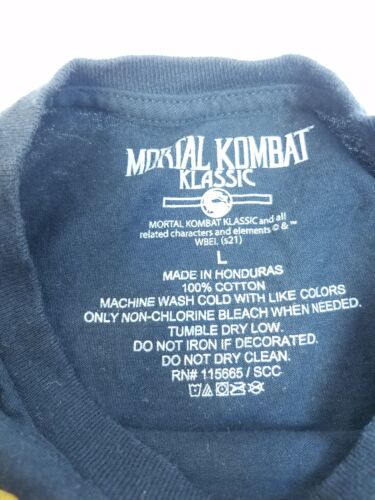 MORTAL KOMBAT™
KLASSIC
MORTAL KOMBAT KLASSIC and all
related characters and elements © & ™
WBEI. (s21)
L
MADE IN HONDURAS
100% COTTON
MACHINE WASH COLD WITH LIKE COLORS
ONLY NON-CHLORINE BLEACH WHEN NEEDED.
TUMBLE DRY LOW.
DO NOT IRON IF DECORATED.
DO NOT DRY CLEAN.
RN# 115665 / SCC